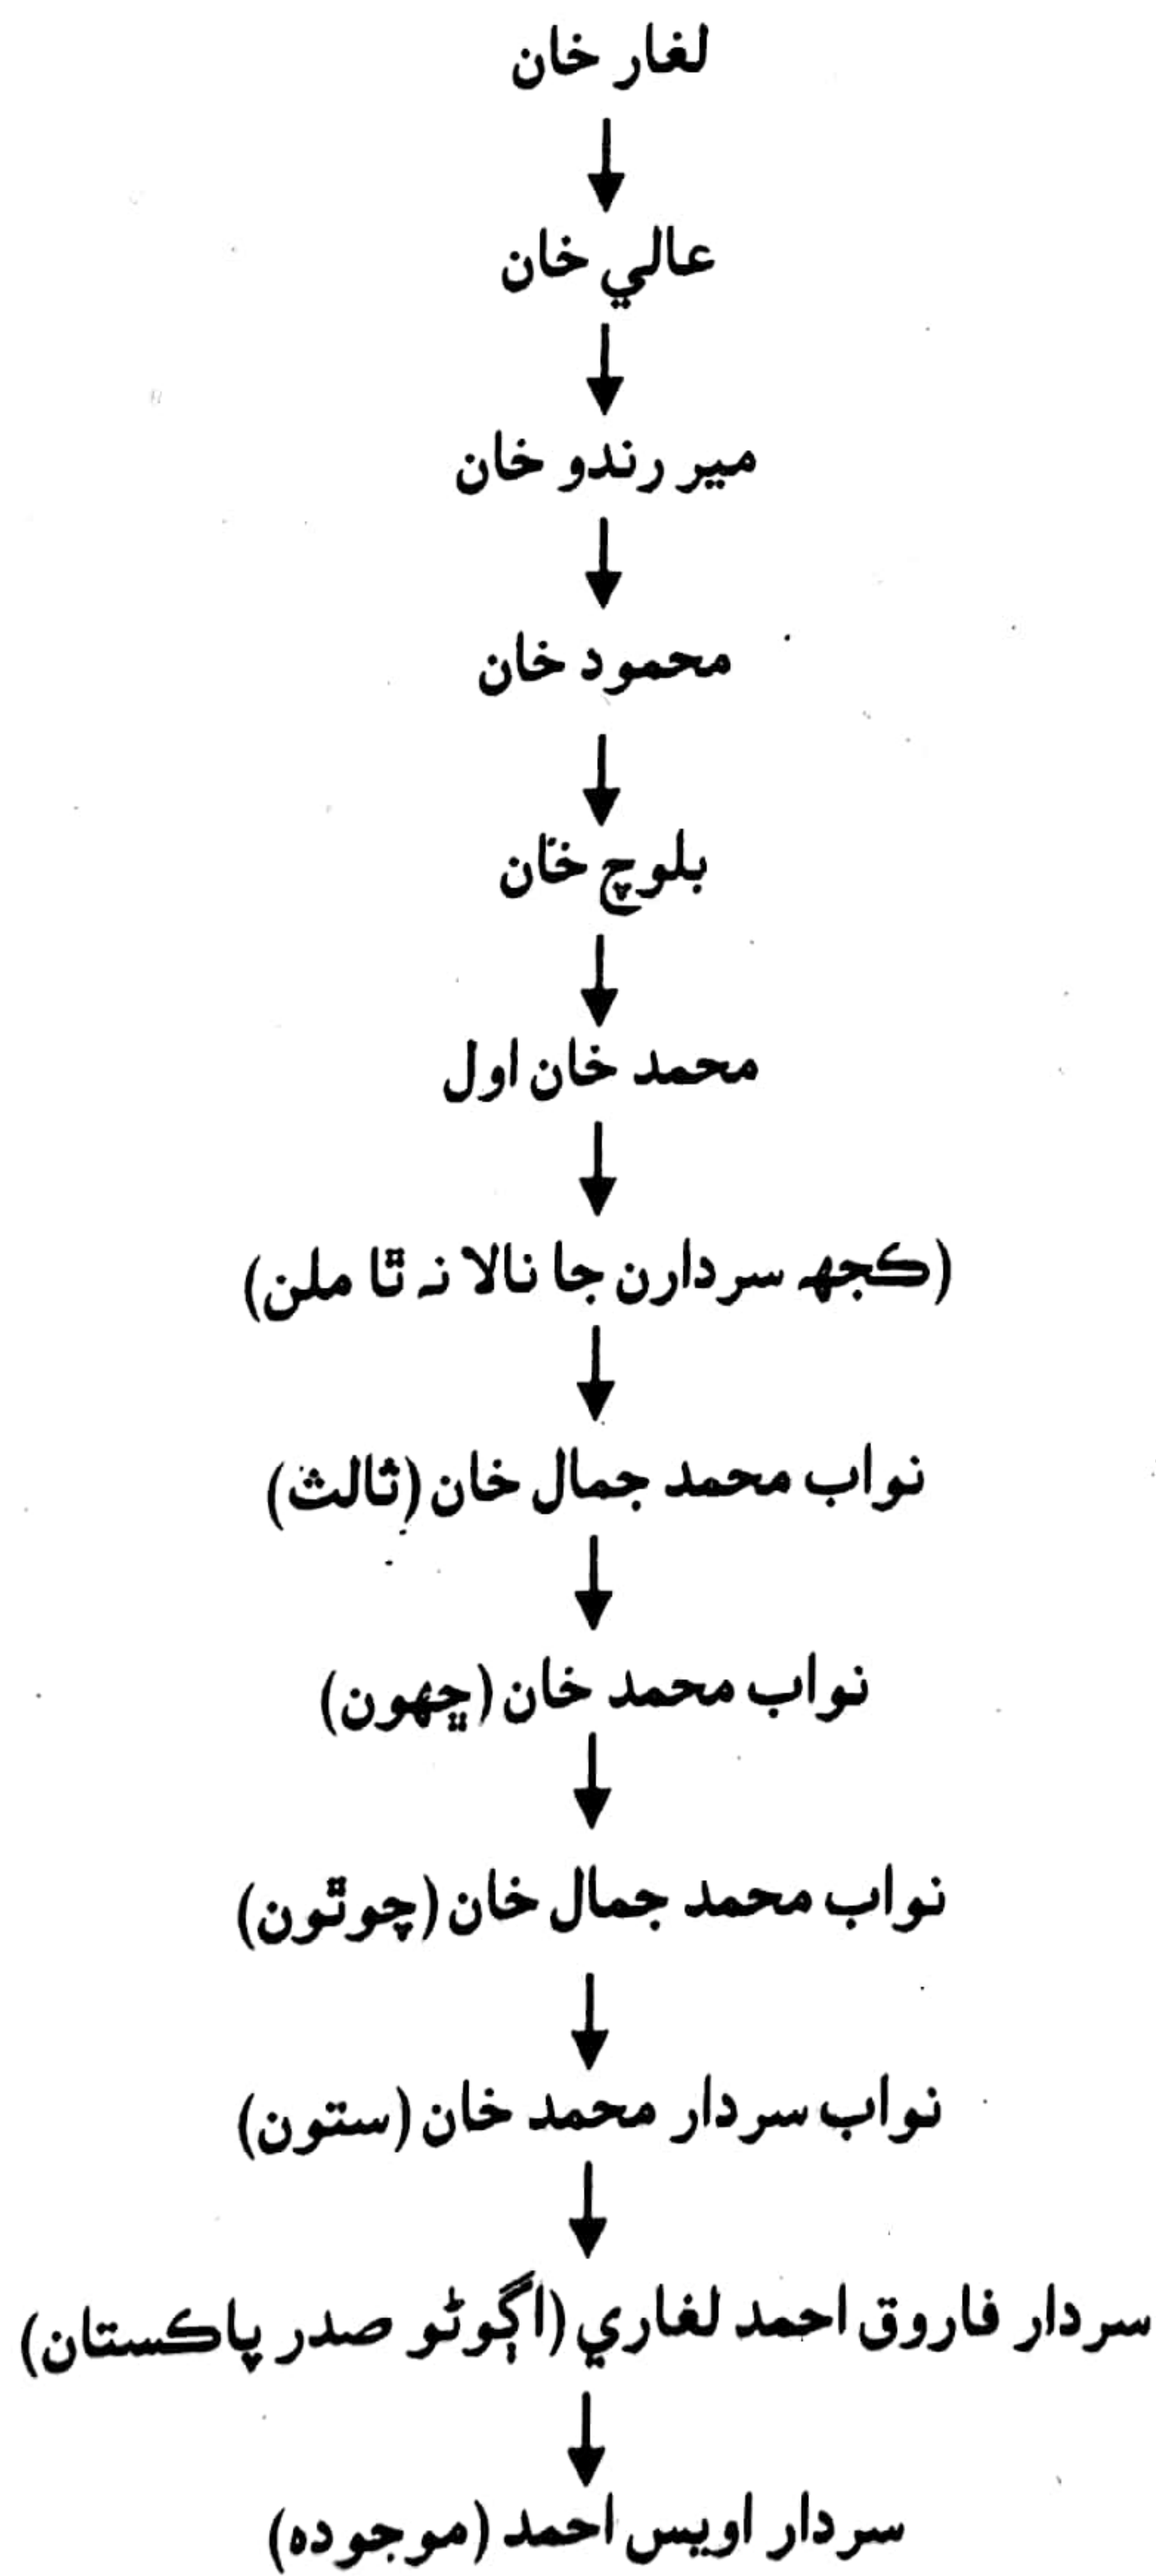 لغار خان
عالي خان
مير رندو خان
محمود خان
بلوچ خان
محمد خان اول
(ڪجهہ سردارن جا نالا نہ ٿا ملن)
نواب محمد جمال خان (ثالث)
نواب محمد خان (ڇهون)
نواب محمد جمال خان (چوٿون)
نواب سردار محمد خان (ستون)
سردار فاروق احمد لغاري (اڳوڻو صدر پاڪستان)
سردار اويس احمد (موجوده)